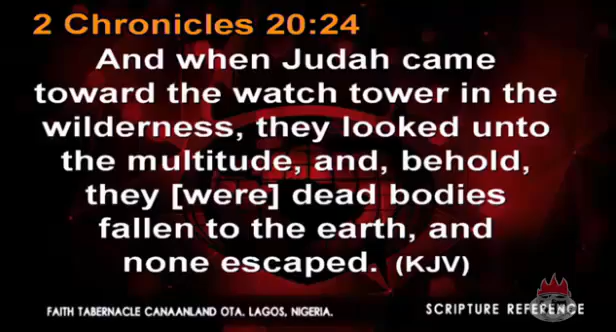 2 Chronicles 20:24
And when Judah came
toward the watch tower in the
wilderness, they looked unto
the multitude, and, behold,
they [were] dead bodies
fallen to the earth, and
none escaped. (KJV)
FAITH TABERNACLE CANAANLAND OTA. LAGOS, NIGERIA.
SCRIPTURE REFERENCE